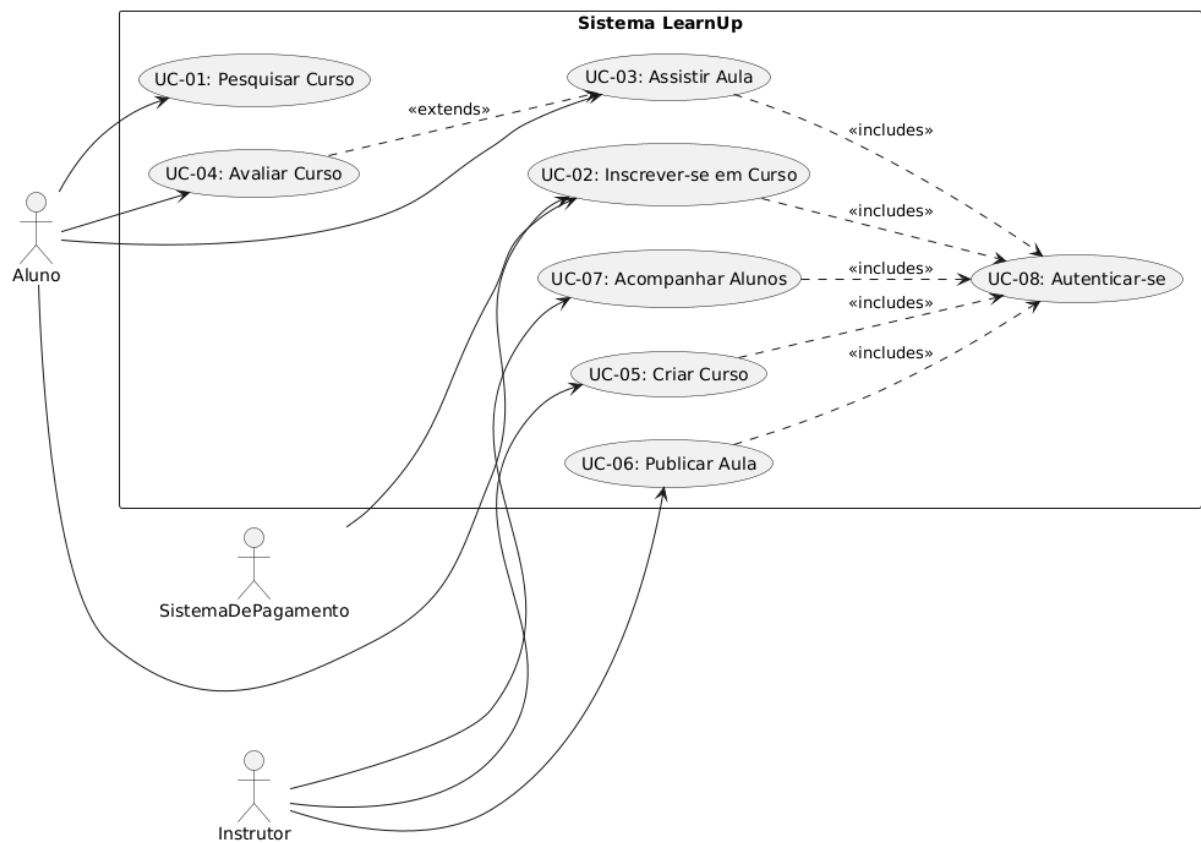 Sistema LearnUp
UC-01: Pesquisar Curso
UC-03: Assistir Aula
«extends»
«includes»
UC-04: Avaliar Curso
UC-02: Inscrever-se em Curso
«includes»
Aluno
UC-07: Acompanhar Alunos
«includes»
UC-08: Autenticar-se
«includes»
UC-05: Criar Curso
«includes»
UC-06: Publicar Aula
SistemaDePagamento
Instrutor